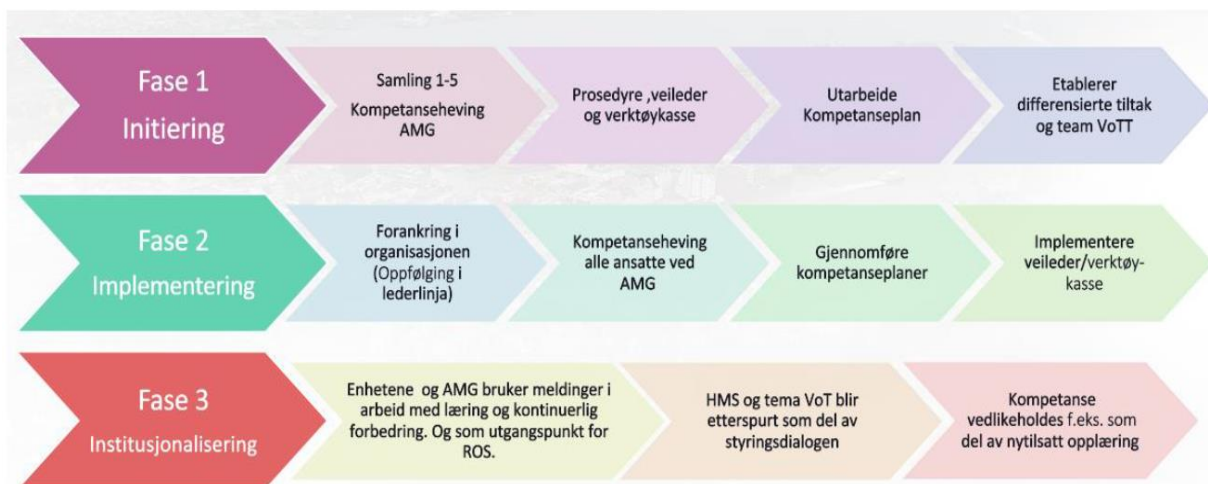 Fase 1
Initiering
Samling 1-5
Kompetanseheving
AMG
Prosedyre ,veileder
og verktøykasse
Utarbeide
Kompetanseplan
Etablerer
differensierte tiltak
og team VoTT
Fase 2
Implementering
Forankring i
organisasjonen
(Oppfølging i
lederlinja)
Kompetanseheving
alle ansatte ved
AMG
Gjennomføre
kompetanseplaner
Implementere
veileder/verktøy-
kasse
Fase 3
Institusjonalisering
Enhetene og AMG bruker meldinger i
arbeid med læring og kontinuerlig
forbedring. Og som utgangspunkt for
ROS.
HMS og tema VoT blir
etterspurt som del av
styringsdialogen
Kompetanse
vedlikeholdes f.eks. som
del av nytilsatt opplæring